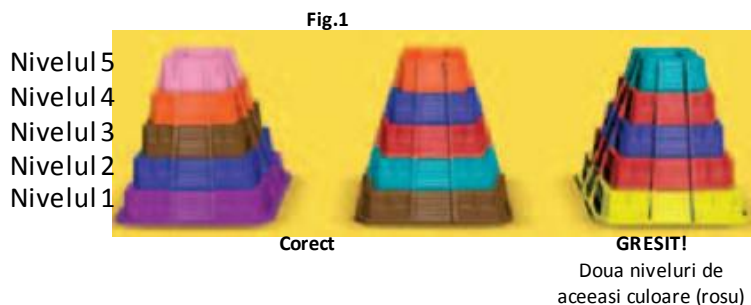 Fig.1
Nivelul 5
Nivelul 4
Nivelul 3
Nivelul 2
Nivelul 1
Corect
GRESIT!
Doua niveluri de
aceeasi culoare (rosu)